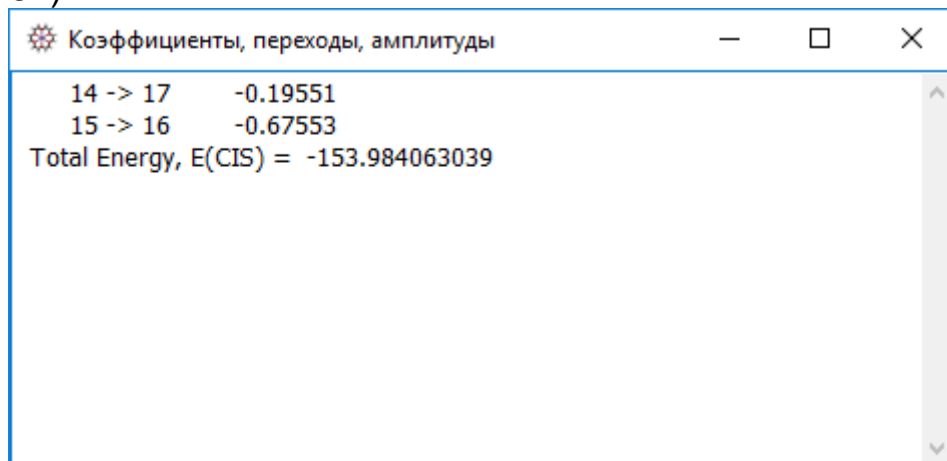 Коэффициенты, переходы, амплитуды
14 -> 17 -0.19551
15 -> 16 -0.67553
Total Energy, E(CIS) = -153.984063039